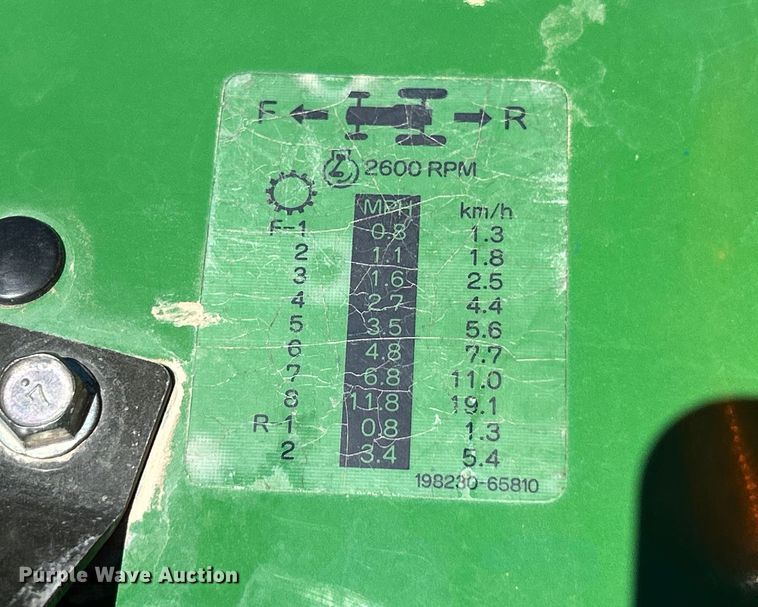 F R
2600 RPM
MPH km/h
F-1 0.8 1.3
2 1.1 1.8
3 1.6 2.5
4 2.7 4.4
5 3.5 5.6
6 4.8 7.7
7 6.8 11.0
8 11.8 19.1
R-1 0.8 1.3
2 3.4 5.4
198230-65810
Purple Wave Auction